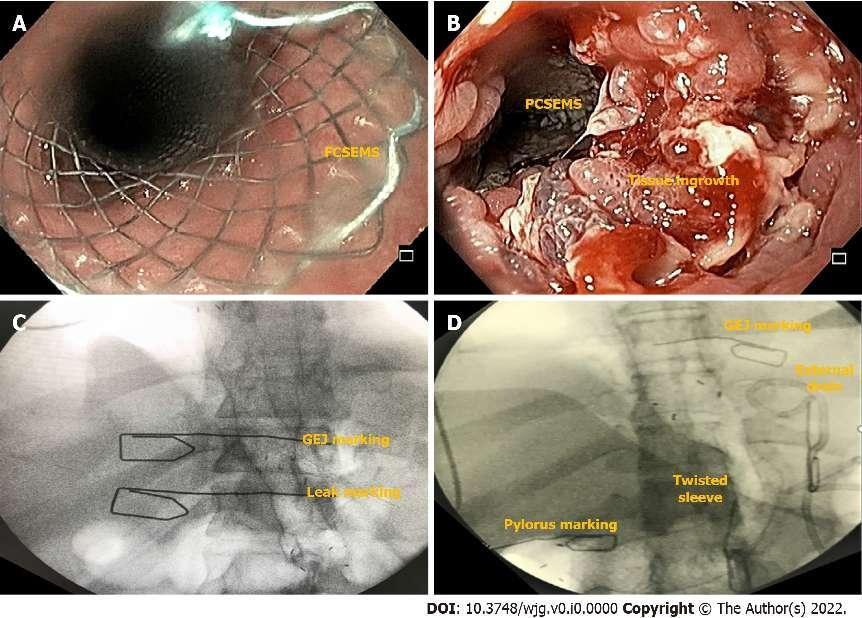 A
FCSEMS
B
PCSEMS
Tissue ingrowth
C
GEJ marking
Leak marking
D
GEJ marking
External
drain
Twisted
sleeve
Pylorus marking
DOI: 10.3748/wjg.v0.i0.0000 Copyright © The Author(s) 2022.